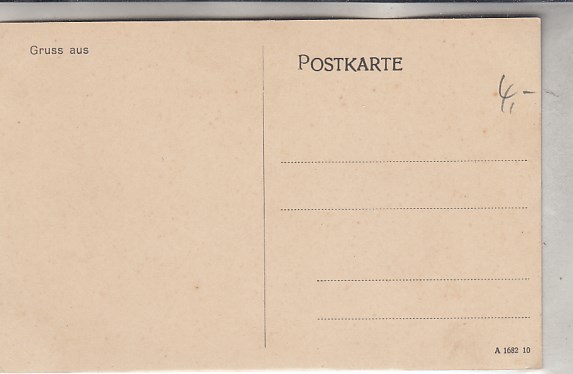 Gruss aus
POSTKARTE
4,-
A 1682 10